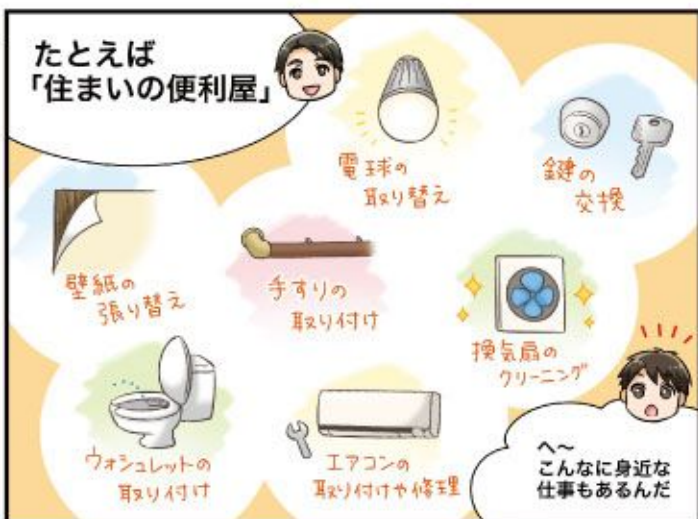 たとえば
「住まいの便利屋」
電球の
取り替え
鍵の
交換
壁紙の
張り替え
手すりの
取り付け
換気扇の
クリーニング
ウォシュレットの
取り付け
エアコンの
取り付けや修理
へ~
こんなに身近な
仕事もあるんだ